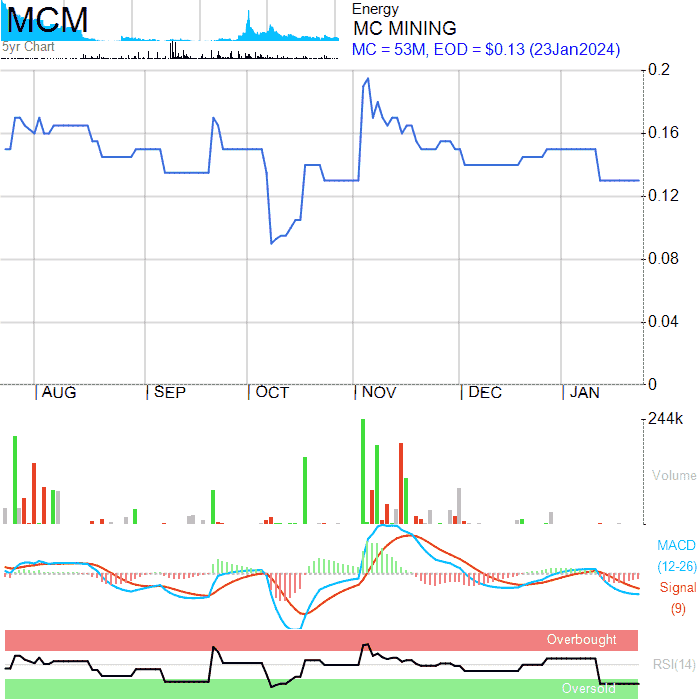 MCM
5yr Chart
Energy
MC MINING
MC = 53M, EOD = $0.13 (23Jan2024)
0.2
0.16
0.12
0.08
0.04
0
AUG SEP OCT NOV DEC JAN
244k
Volume
MACD
(12-26)
Signal
(9)
Overbought
RSI(14)
Oversold